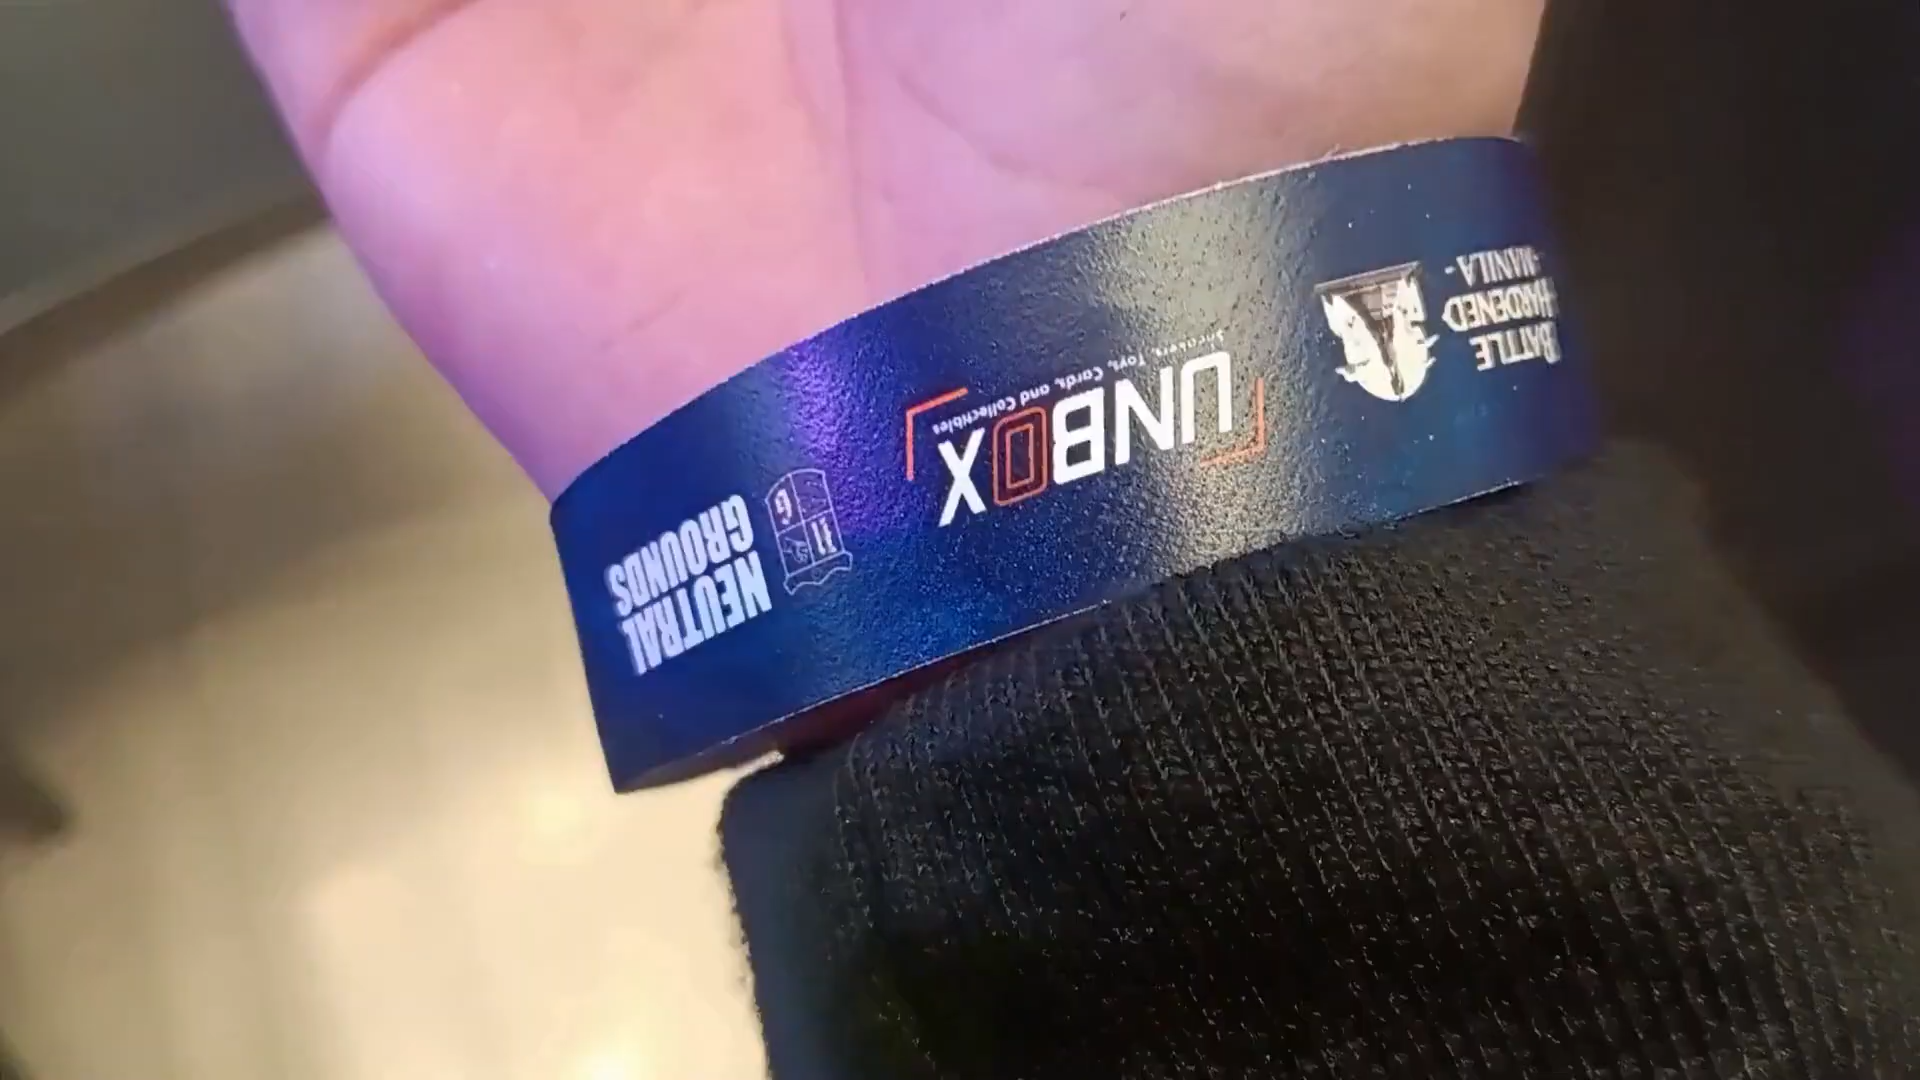 BATTLE
HARDENED
-MANILA-
UNBOX
Sneakers, Toys, Cards, and Collectibles
NEUTRAL
GROUNDS